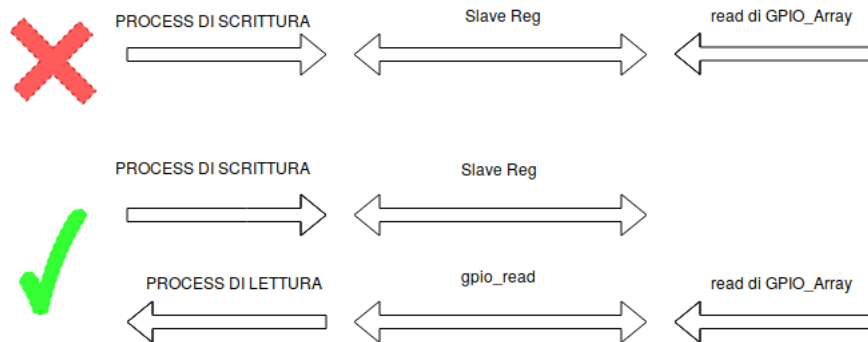 PROCESS DI SCRITTURA
Slave Reg
read di GPIO_Array
PROCESS DI SCRITTURA
Slave Reg
PROCESS DI LETTURA
gpio_read
read di GPIO_Array